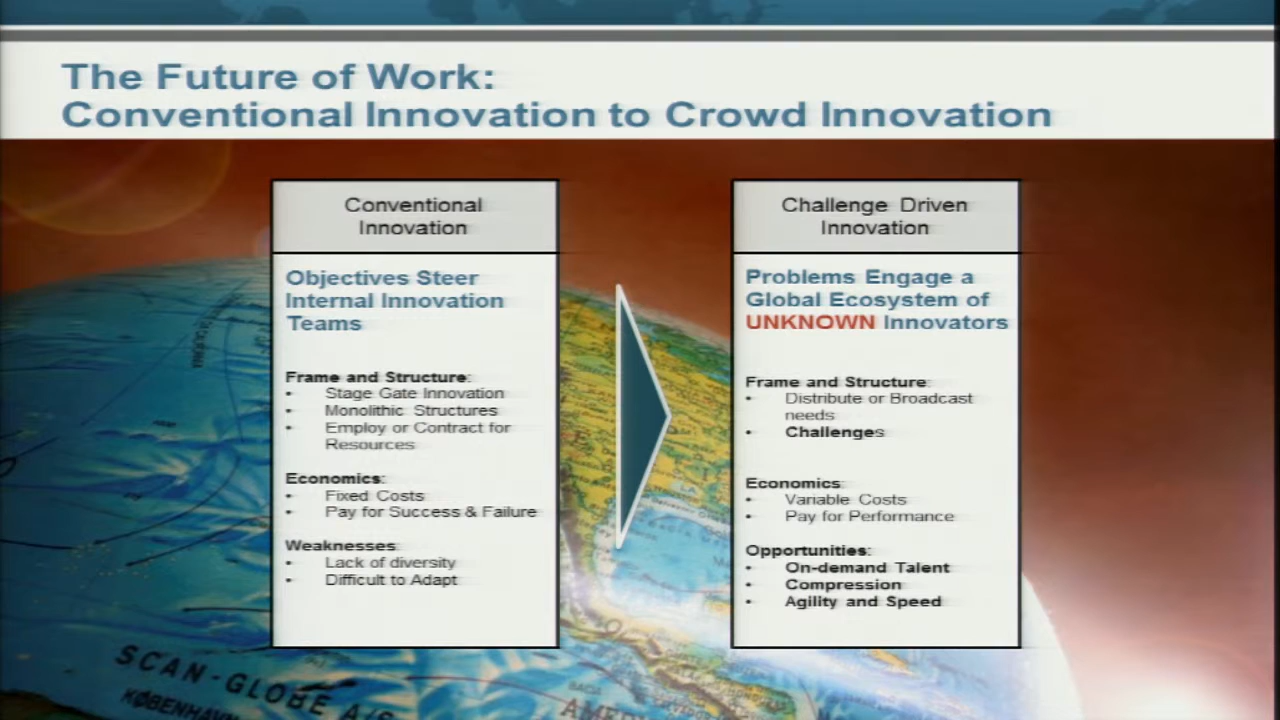 The Future of Work:
Conventional Innovation to Crowd Innovation
Conventional
Innovation
Objectives Steer
Internal Innovation
Teams
Frame and Structure:
• Stage Gate Innovation
• Monolithic Structures
• Employ or Contract for
Resources
Economics:
• Fixed Costs
• Pay for Success & Failure
Weaknesses
• Lack of diversity
• Difficult to Adapt
Challenge Driven
Innovation
Problems Engage a
Global Ecosystem of
UNKNOWN Innovators
Frame and Structure:
• Distribute or Broadcast
needs
• Challenges
Economics
• Variable Costs
• Pay for Performance
Opportunities:
• On-demand Talent
• Compression
• Agility and Speed
SCAN-GLOBE A/S
KØBENHAVN